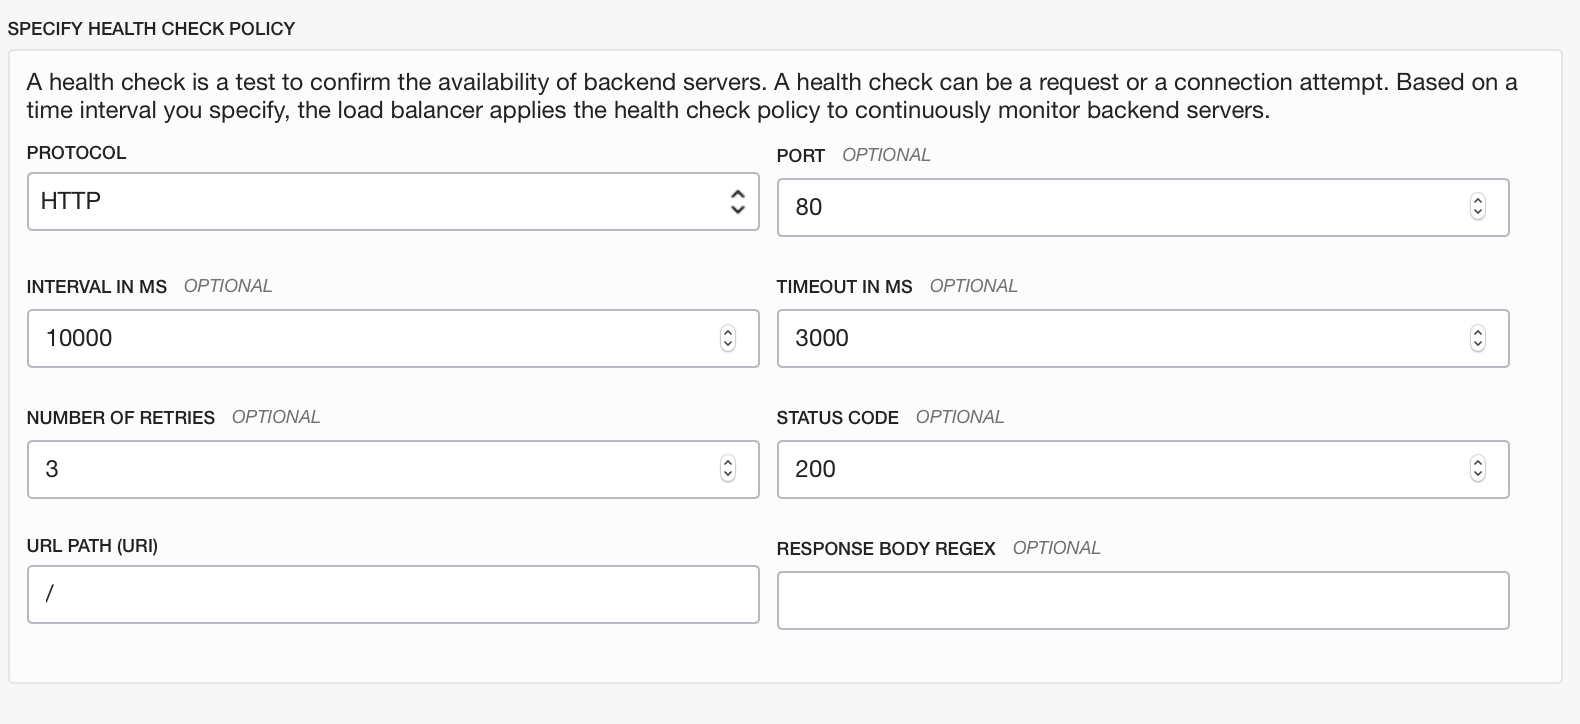 SPECIFY HEALTH CHECK POLICY
A health check is a test to confirm the availability of backend servers. A health check can be a request or a connection attempt. Based on a
time interval you specify, the load balancer applies the health check policy to continuously monitor backend servers.
PROTOCOL
HTTP
PORT OPTIONAL
80
INTERVAL IN MS OPTIONAL
10000
TIMEOUT IN MS OPTIONAL
3000
NUMBER OF RETRIES OPTIONAL
3
STATUS CODE OPTIONAL
200
URL PATH (URI)
/
RESPONSE BODY REGEX OPTIONAL